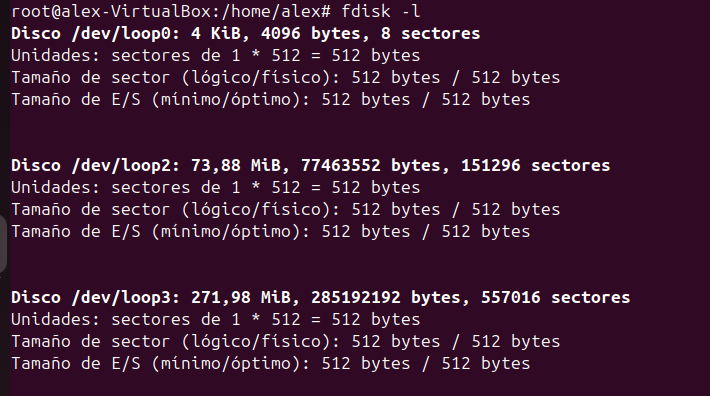 root@alex-VirtualBox:/home/alex# fdisk -l
Disco /dev/loop0: 4 KiB, 4096 bytes, 8 sectores
Unidades: sectores de 1 * 512 = 512 bytes
Tamaño de sector (lógico/físico): 512 bytes / 512 bytes
Tamaño de E/S (mínimo/óptimo): 512 bytes / 512 bytes
Disco /dev/loop2: 73,88 MiB, 77463552 bytes, 151296 sectores
Unidades: sectores de 1 * 512 = 512 bytes
Tamaño de sector (lógico/físico): 512 bytes / 512 bytes
Tamaño de E/S (mínimo/óptimo): 512 bytes / 512 bytes
Disco /dev/loop3: 271,98 MiB, 285192192 bytes, 557016 sectores
Unidades: sectores de 1 * 512 = 512 bytes
Tamaño de sector (lógico/físico): 512 bytes / 512 bytes
Tamaño de E/S (mínimo/óptimo): 512 bytes / 512 bytes